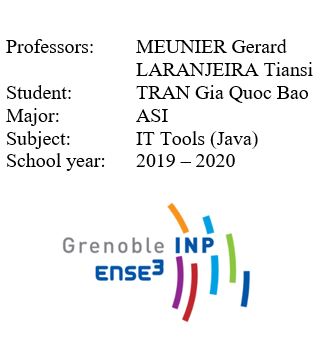 Professors: MEUNIER Gerard
LARANJEIRA Tiansi
Student: TRAN Gia Quoc Bao
Major: ASI
Subject: IT Tools (Java)
School year: 2019 – 2020
Grenoble INP
ENSE3